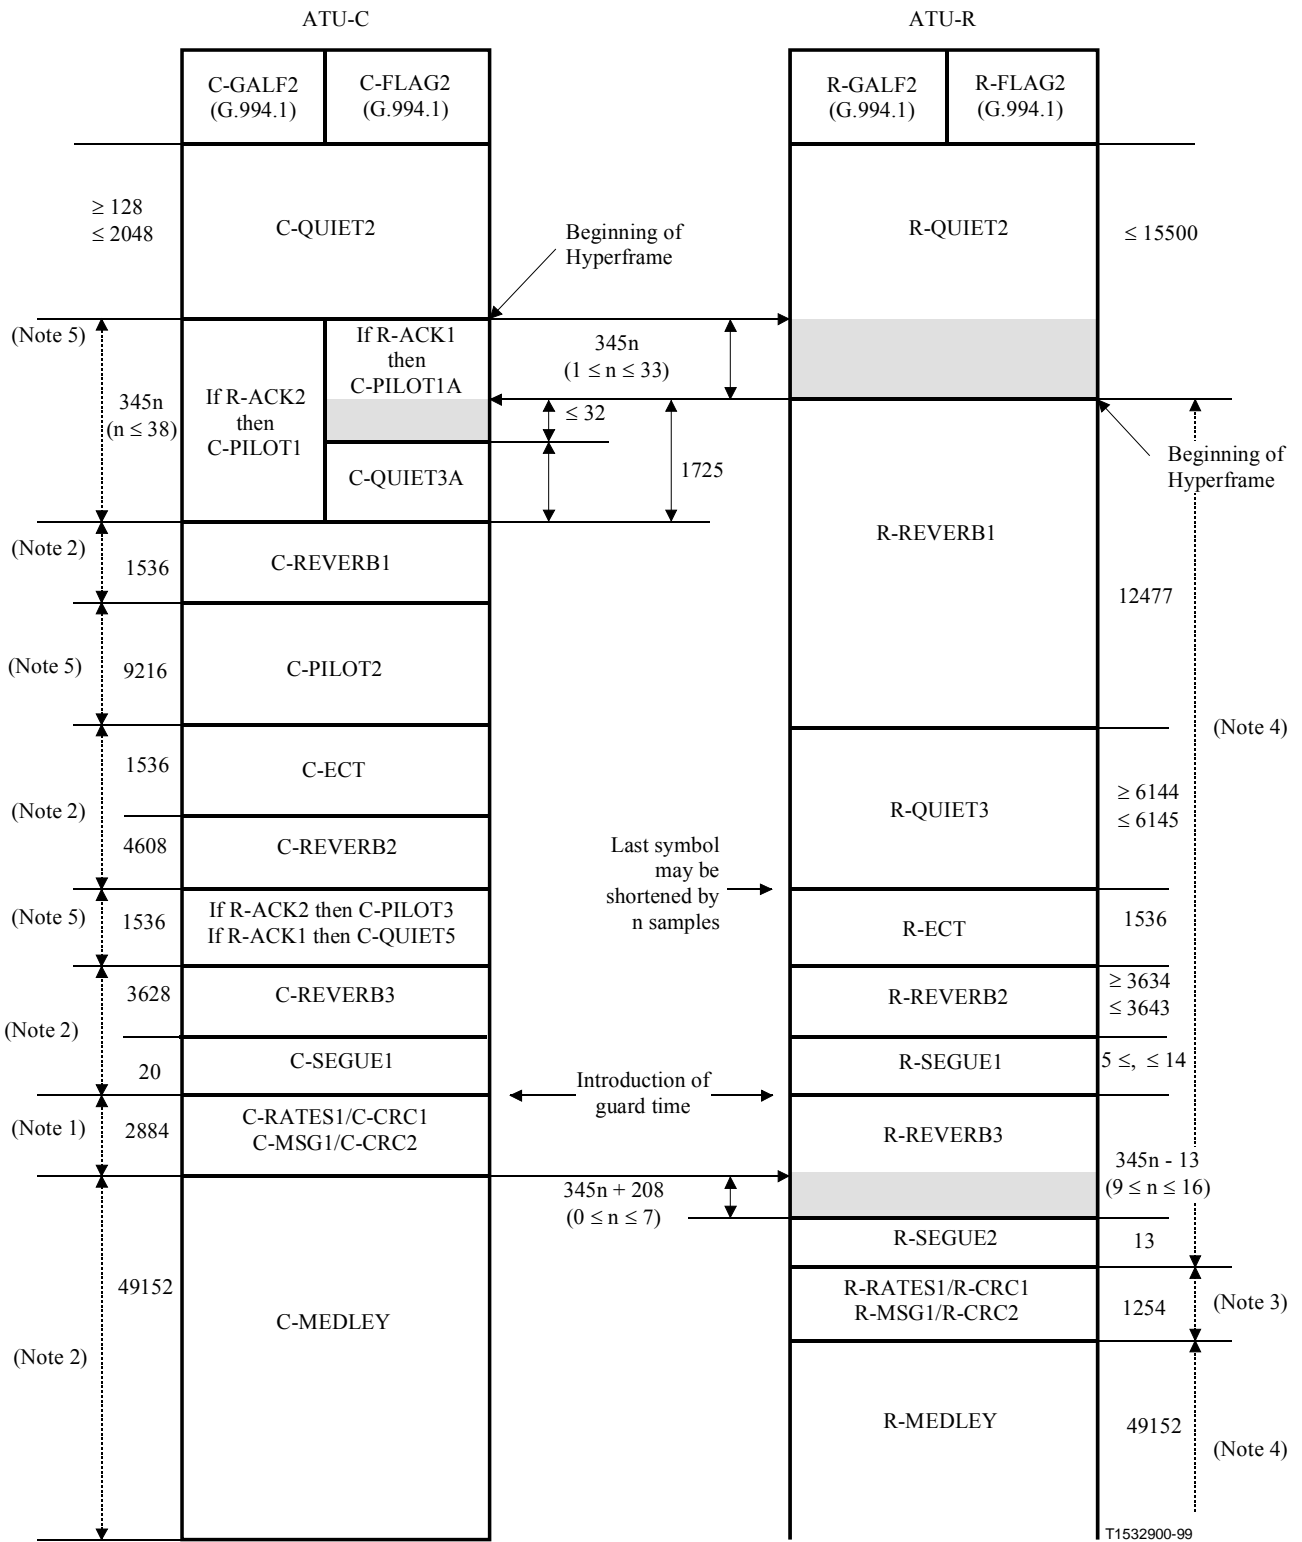 ATU-C
ATU-R
C-GALF2
(G.994.1)
C-FLAG2
(G.994.1)
R-GALF2
(G.994.1)
R-FLAG2
(G.994.1)
≥ 128
≤ 2048
C-QUIET2
Beginning of
Hyperframe
R-QUIET2
≤ 15500
(Note 5)
345n
(n ≤ 38)
If R-ACK2
then
C-PILOT1
If R-ACK1
then
C-PILOT1A
345n
(1 ≤ n ≤ 33)
≤ 32
C-QUIET3A
1725
Beginning of
Hyperframe
(Note 2)
1536
C-REVERB1
R-REVERB1
12477
(Note 5)
9216
C-PILOT2
(Note 4)
1536
C-ECT
(Note 2)
4608
C-REVERB2
R-QUIET3
≥ 6144
≤ 6145
Last symbol
may be
shortened by
n samples
(Note 5)
1536
If R-ACK2 then C-PILOT3
If R-ACK1 then C-QUIET5
R-ECT
1536
3628
C-REVERB3
R-REVERB2
≥ 3634
≤ 3643
(Note 2)
20
C-SEGUE1
R-SEGUE1
5 ≤, ≤ 14
Introduction of
guard time
(Note 1)
2884
C-RATES1/C-CRC1
C-MSG1/C-CRC2
R-REVERB3
345n - 13
(9 ≤ n ≤ 16)
345n + 208
(0 ≤ n ≤ 7)
R-SEGUE2
13
49152
C-MEDLEY
(Note 2)
R-RATES1/R-CRC1
R-MSG1/R-CRC2
1254
(Note 3)
R-MEDLEY
49152
(Note 4)
T1532900-99